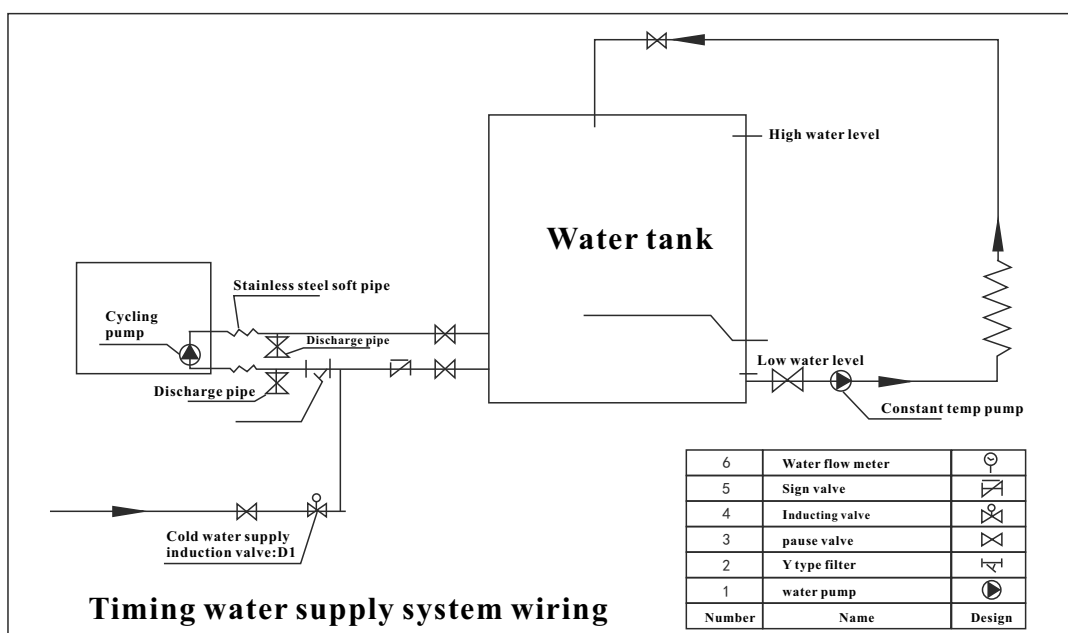 High water level
Water tank
Stainless steel soft pipe
Cycling
pump
Discharge pipe
Low water level
Discharge pipe
Constant temp pump
Cold water supply
induction valve:D1
6 Water flow meter
5 Sign valve
4 Inducting valve
3 pause valve
2 Y type filter
1 water pump
Number Name Design
Timing water supply system wiring